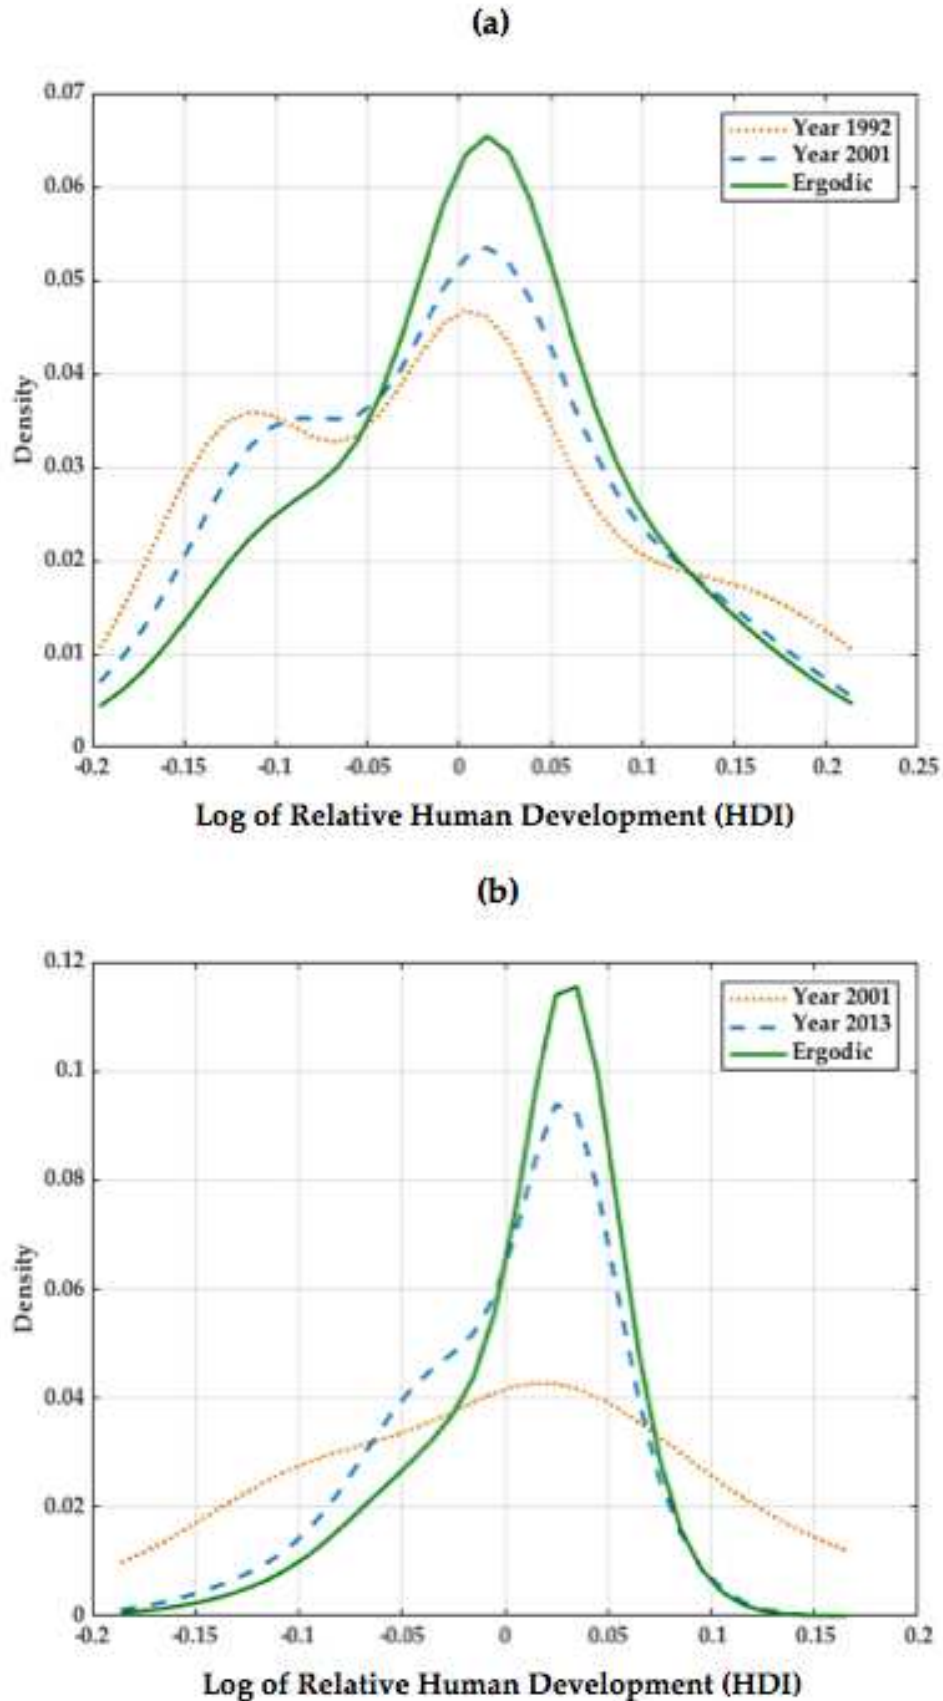 (a)
0.07
0.06
0.05
0.04
0.03
0.02
0.01
0
Density
Year 1992
Year 2001
Ergodic
-0.2 -0.15 -0.1 -0.05 0 0.05 0.1 0.15 0.2 0.25
Log of Relative Human Development (HDI)
(b)
0.12
0.1
0.08
0.06
0.04
0.02
0
Density
Year 2001
Year 2013
Ergodic
-0.2 -0.15 -0.1 -0.05 0 0.05 0.1 0.15 0.2
Log of Relative Human Development (HDI)